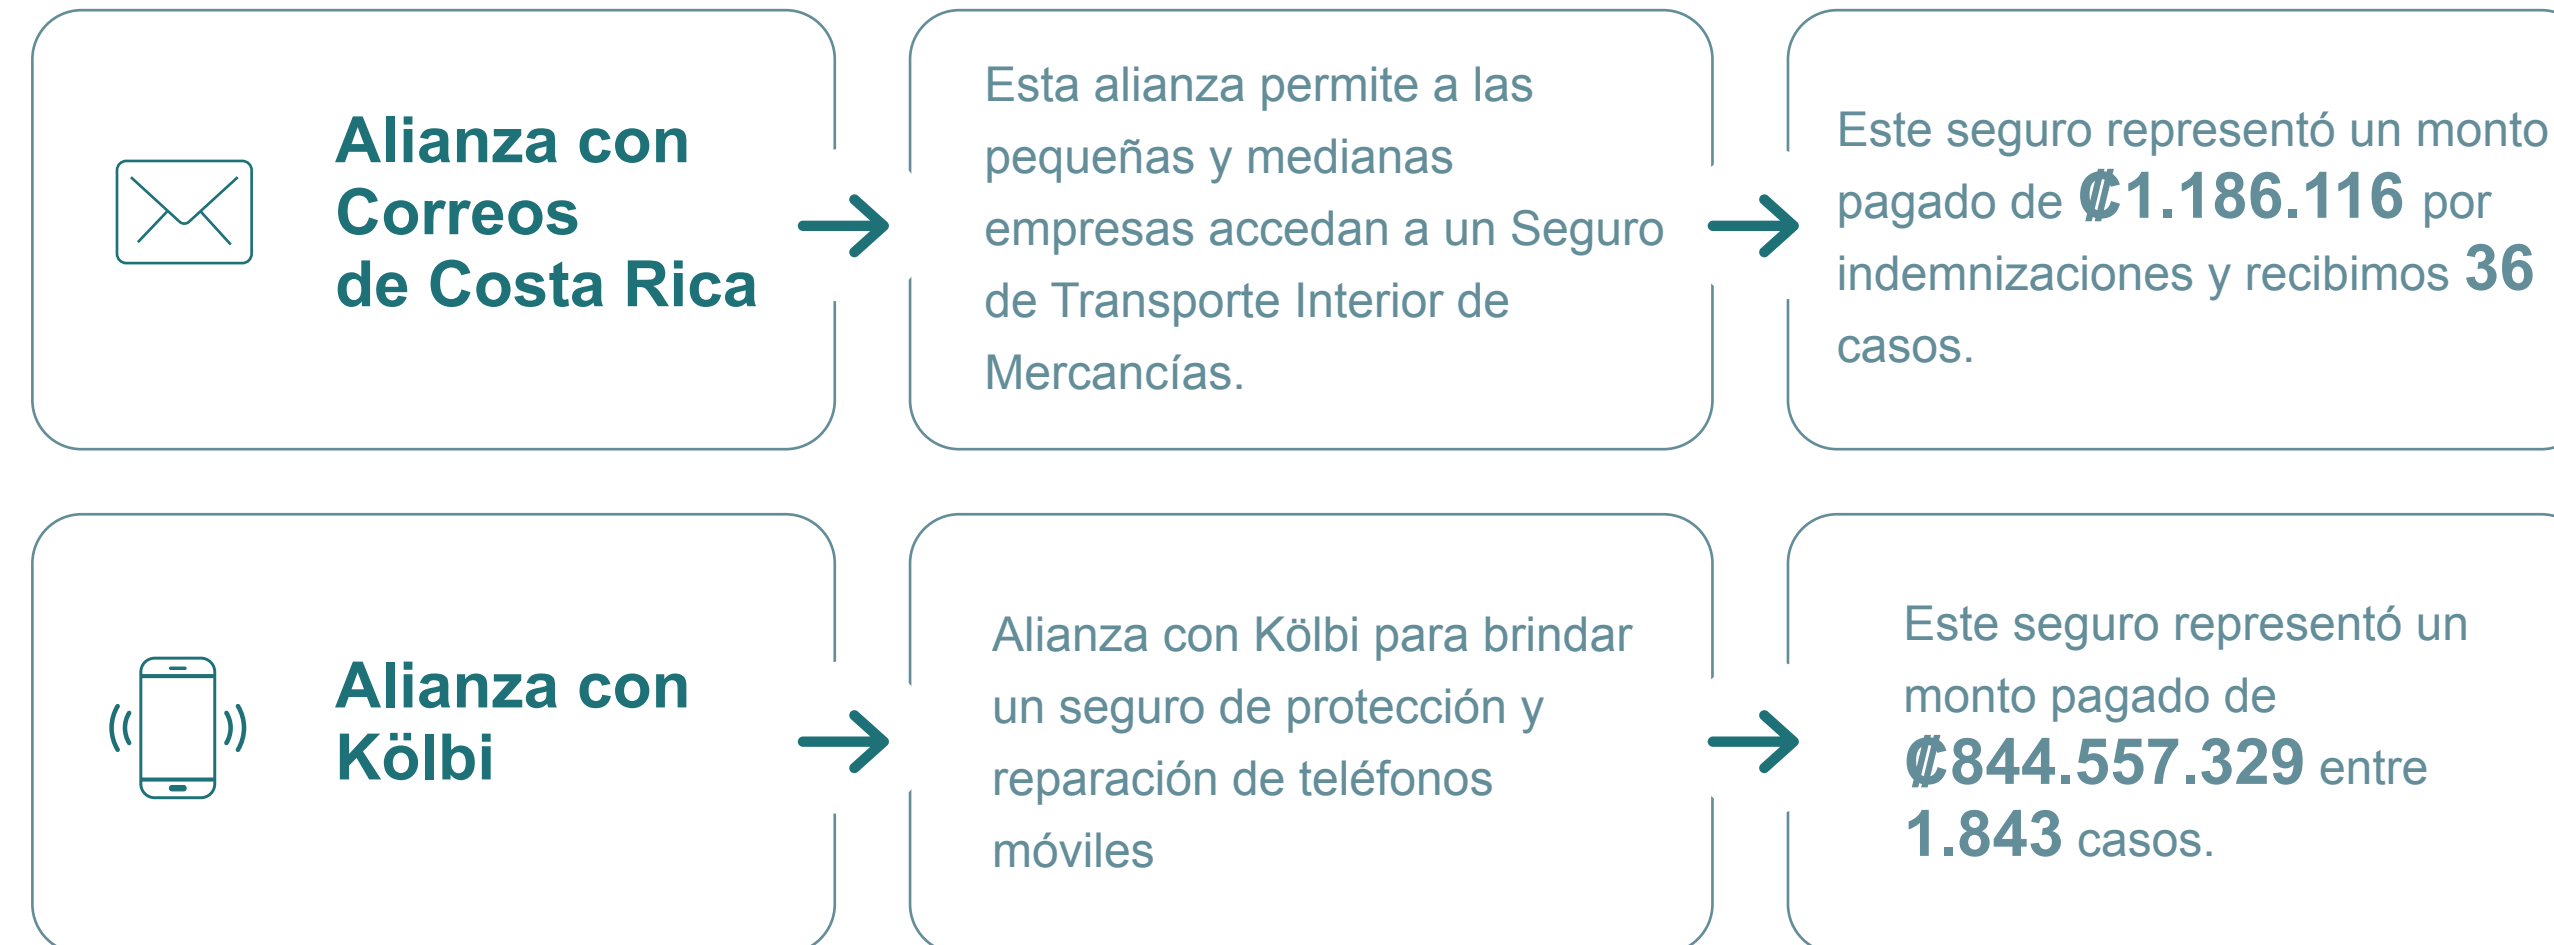 Alianza con
Correos
de Costa Rica
Esta alianza permite a las
pequeñas y medianas
empresas accedan a un Seguro
de Transporte Interior de
Mercancías.
Este seguro representó un monto
pagado de ₡1.186.116 por
indemnizaciones y recibimos 36
casos.
Alianza con
Kölbi
Alianza con Kölbi para brindar
un seguro de protección y
reparación de teléfonos
móviles
Este seguro representó un
monto pagado de
₡844.557.329 entre
1.843 casos.